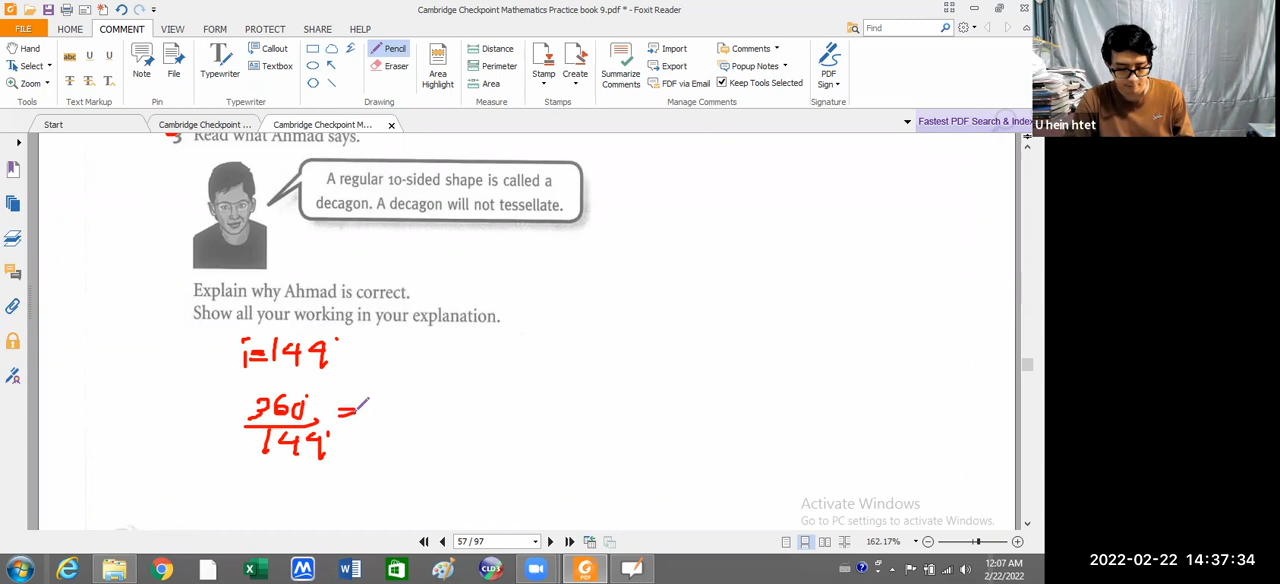 Cambridge Checkpoint Mathematics Practice book 9.pdf * - Foxit Reader
FILE HOME COMMENT VIEW FORM PROTECT SHARE HELP Find
Hand Select Zoom
Note File Typewriter Callout Textbox Pencil Eraser Area Highlight Distance Perimeter Area Stamp Create Summarize Comments Import Export FDF via Email Comments Popup Notes Keep Tools Selected PDF Sign
Tools Text Markup Pin Typewriter Drawing Measure Stamps Manage Comments Signature
Start Cambridge Checkpoint ... Cambridge Checkpoint M... Fastest PDF Search & Index
U hein htet
3 Read what Ahmad says.
A regular 10-sided shape is called a
decagon. A decagon will not tessellate.
Explain why Ahmad is correct.
Show all your working in your explanation.
i=144°
360°
144° =
Activate Windows
Go to PC settings to activate Windows.
57 / 97 162.17%
12:07 AM
2/22/2022
2022-02-22 14:37:34